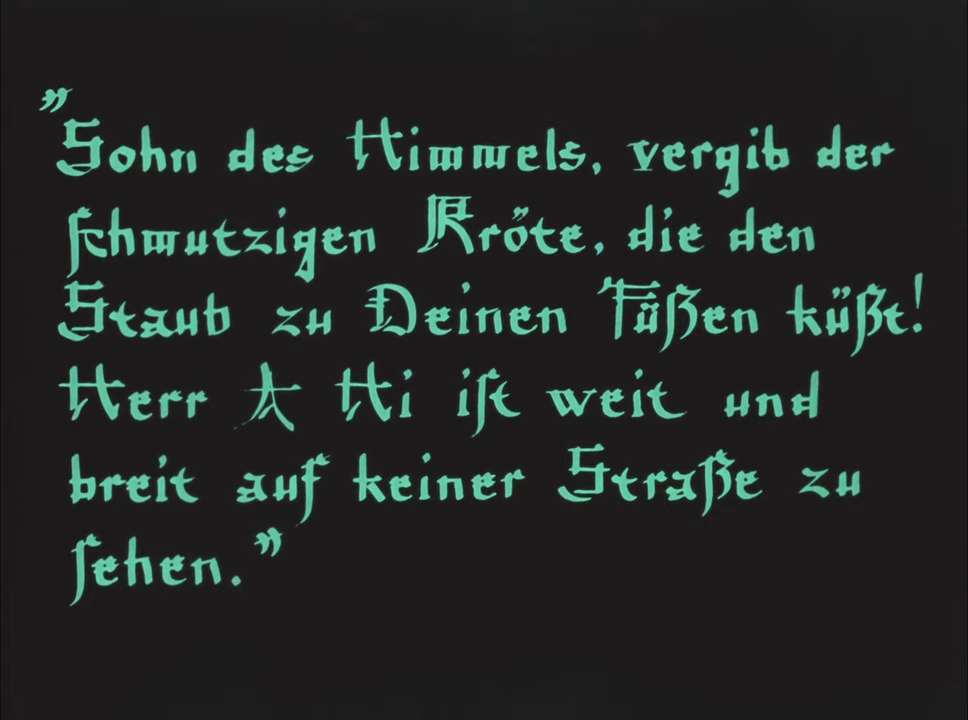 "Sohn des Himmels, vergib der
schmutzigen Kröte, die den
Staub zu Deinen Füßen küßt!
Herr A Hi ist weit und
breit auf keiner Straße zu
sehen."